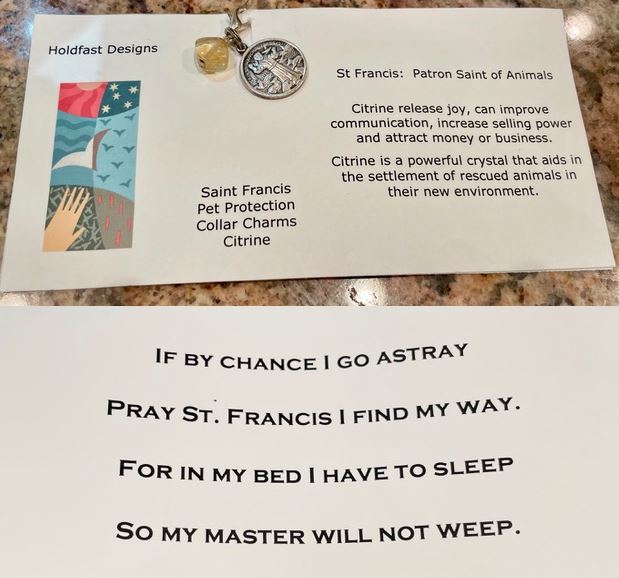 Holdfast Designs
St Francis: Patron Saint of Animals
Citrine release joy, can improve
communication, increase selling power
and attract money or business.
Citrine is a powerful crystal that aids in
the settlement of rescued animals in
their new environment.
Saint Francis
Pet Protection
Collar Charms
Citrine
IF BY CHANCE I GO ASTRAY
PRAY ST. FRANCIS I FIND MY WAY.
FOR IN MY BED I HAVE TO SLEEP
SO MY MASTER WILL NOT WEEP.